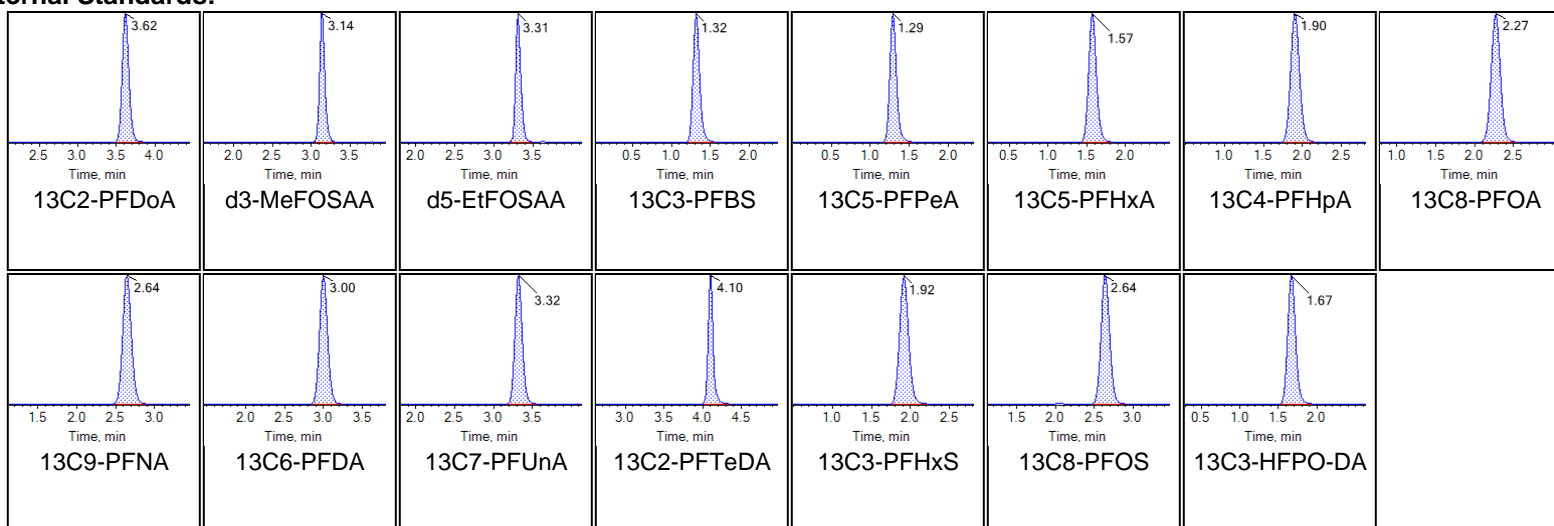 ternal Standards:
3.62 3.14 3.31 1.32 1.29 1.57 1.90 2.27
2.5 3.0 3.5 4.0 2.0 2.5 3.0 3.5 2.0 2.5 3.0 3.5 0.5 1.0 1.5 2.0 0.5 1.0 1.5 2.0 0.5 1.0 1.5 2.0 1.0 1.5 2.0 2.5 1.0 1.5 2.0 2.5
Time, min Time, min Time, min Time, min Time, min Time, min Time, min Time, min
13C2-PFDoA d3-MeFOSAA d5-EtFOSAA 13C3-PFBS 13C5-PFPeA 13C5-PFHxA 13C4-PFHpA 13C8-PFOA
2.64 3.00 3.32 4.10 1.92 2.64 1.67
1.5 2.0 2.5 3.0 2.0 2.5 3.0 3.5 2.0 2.5 3.0 3.5 3.0 3.5 4.0 4.5 1.0 1.5 2.0 2.5 1.5 2.0 2.5 3.0 0.5 1.0 1.5 2.0
Time, min Time, min Time, min Time, min Time, min Time, min Time, min
13C9-PFNA 13C6-PFDA 13C7-PFUnA 13C2-PFTeDA 13C3-PFHxS 13C8-PFOS 13C3-HFPO-DA